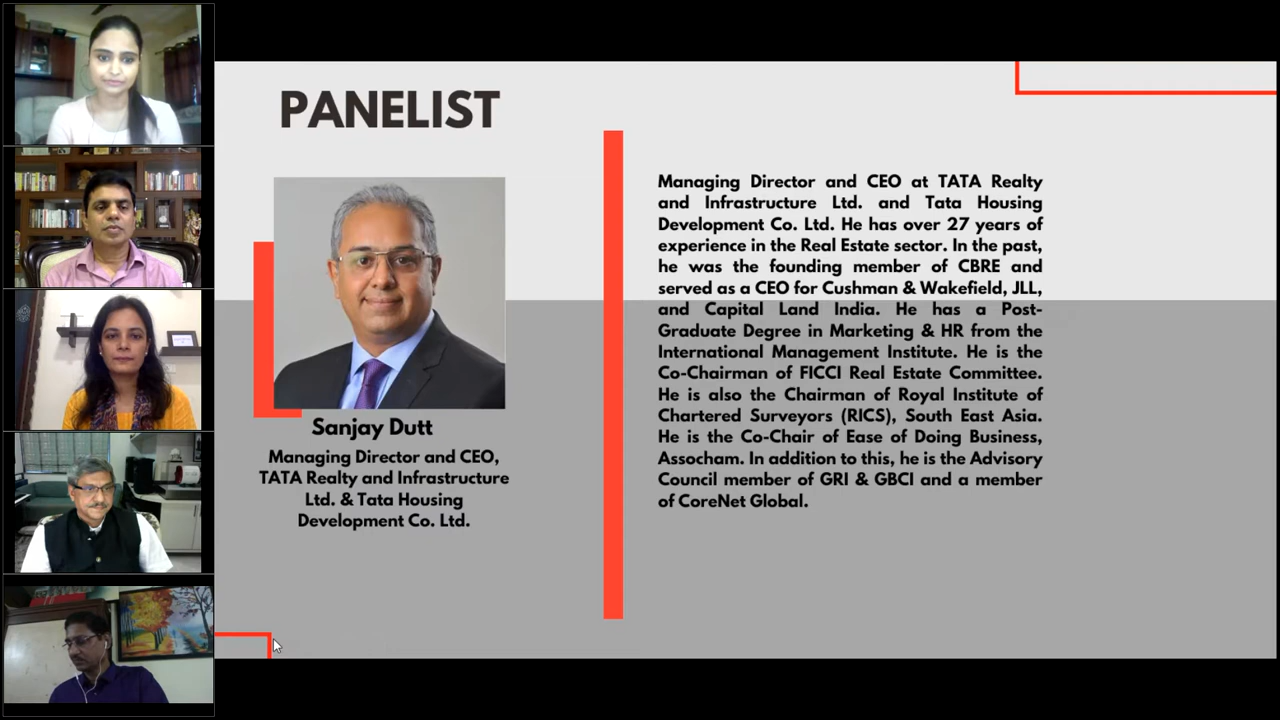 PANELIST
Sanjay Dutt
Managing Director and CEO,
TATA Realty and Infrastructure
Ltd. & Tata Housing
Development Co. Ltd.
Managing Director and CEO at TATA Realty
and Infrastructure Ltd. and Tata Housing
Development Co. Ltd. He has over 27 years of
experience in the Real Estate sector. In the past,
he was the founding member of CBRE and
served as a CEO for Cushman & Wakefield, JLL,
and Capital Land India. He has a Post-
Graduate Degree in Marketing & HR from the
International Management Institute. He is the
Co-Chairman of FICCI Real Estate Committee.
He is also the Chairman of Royal Institute of
Chartered Surveyors (RICS), South East Asia.
He is the Co-Chair of Ease of Doing Business,
Assocham. In addition to this, he is the Advisory
Council member of GRI & GBCI and a member
of CoreNet Global.